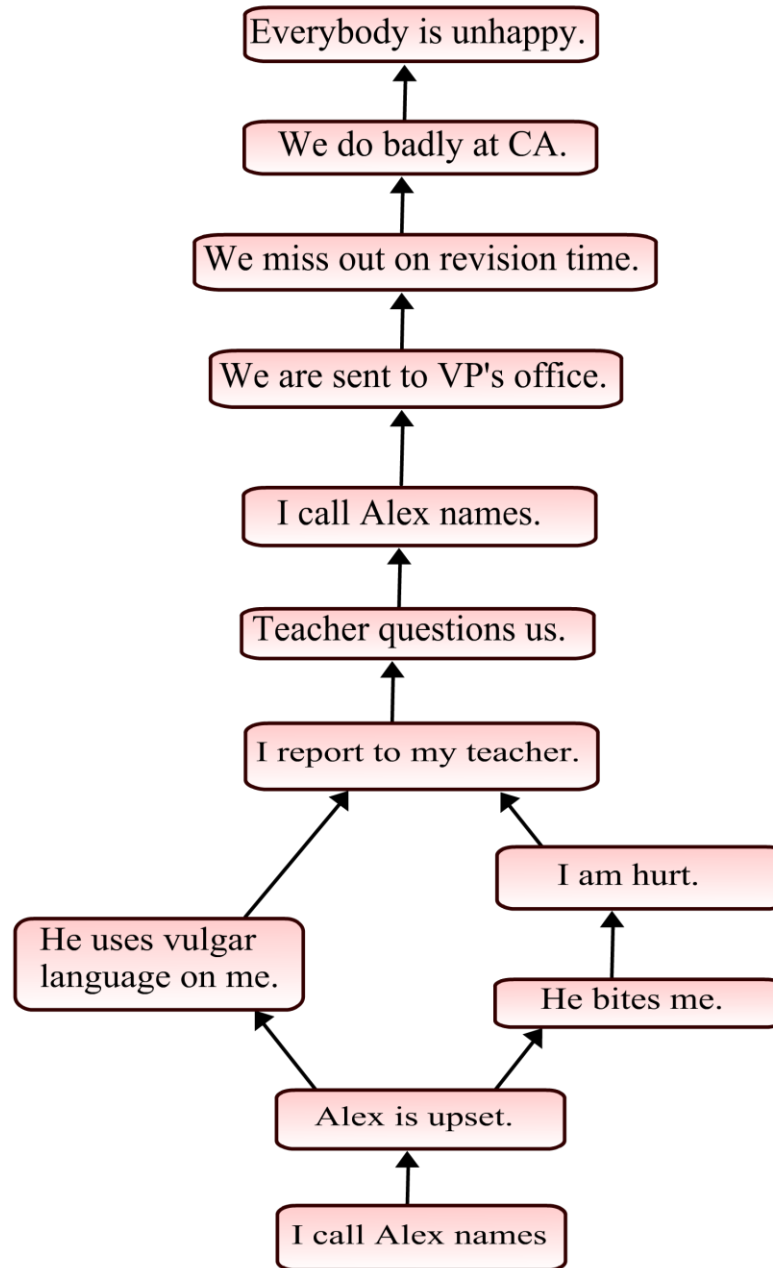 Everybody is unhappy.
We do badly at CA.
We miss out on revision time.
We are sent to VP's office.
I call Alex names.
Teacher questions us.
I report to my teacher.
I am hurt.
He uses vulgar
language on me.
He bites me.
Alex is upset.
I call Alex names